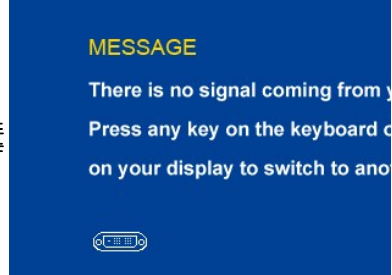 MESSAGE
There is no signal coming from
Press any key on the keyboard
on your display to switch to